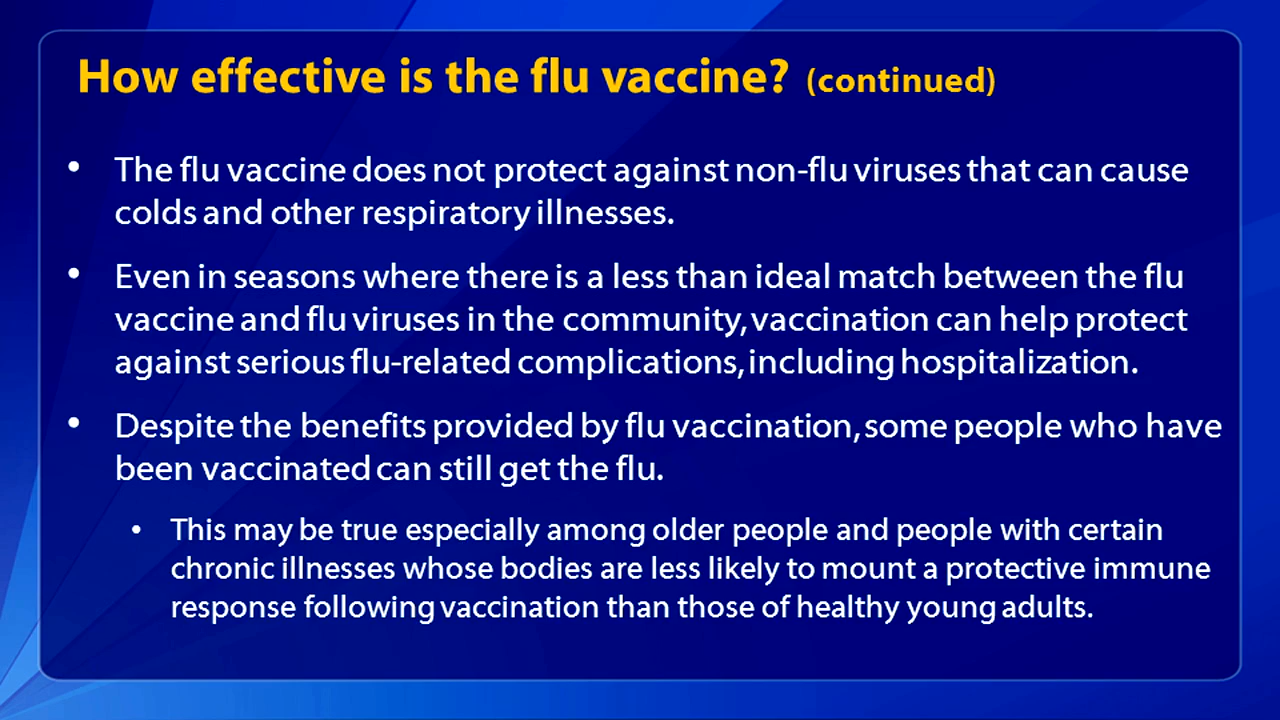 How effective is the flu vaccine? (continued)
• The flu vaccine does not protect against non-flu viruses that can cause
colds and other respiratory illnesses.
• Even in seasons where there is a less than ideal match between the flu
vaccine and flu viruses in the community, vaccination can help protect
against serious flu-related complications, including hospitalization.
• Despite the benefits provided by flu vaccination, some people who have
been vaccinated can still get the flu.
• This may be true especially among older people and people with certain
chronic illnesses whose bodies are less likely to mount a protective immune
response following vaccination than those of healthy young adults.